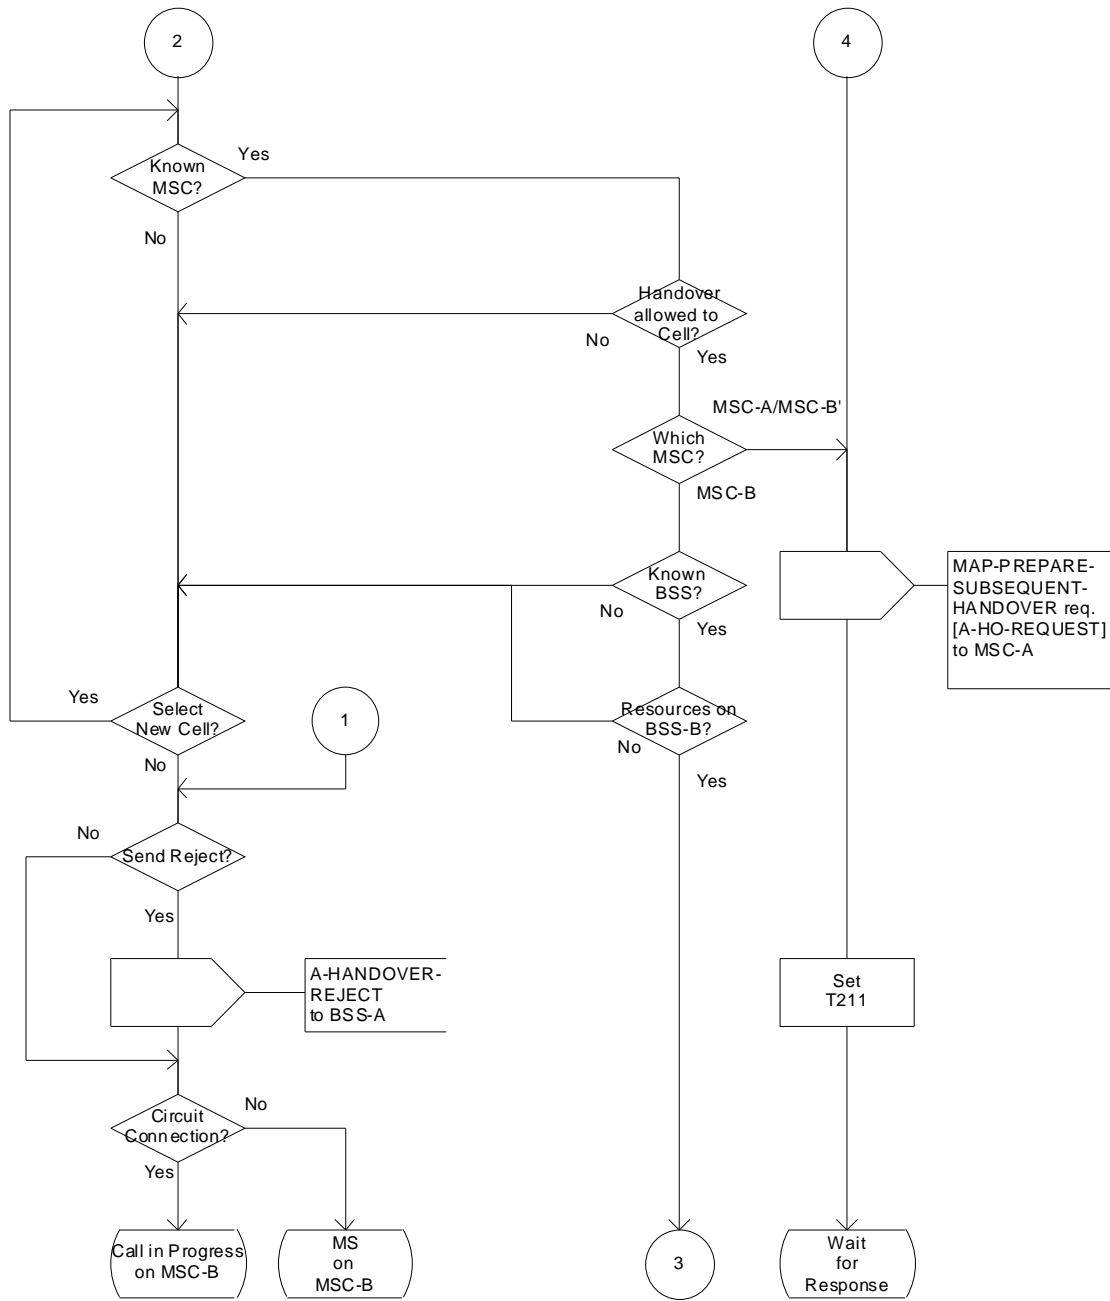 2
4
Known
MSC?
Yes
No
Handover
allowed to
Cell?
No
Yes
MSC-A/MSC-B'
Which
MSC?
MSC-B
Known
BSS?
No
Yes
MAP-PREPARE-
SUBSEQUENT-
HANDOVER req.
[A-HO-REQUEST]
to MSC-A
Yes
Select
New Cell?
No
1
Resources on
BSS-B?
No
Yes
No
Send Reject?
Yes
A-HANDOVER-
REJECT
to BSS-A
Set
T211
Circuit
Connection?
No
Yes
Call in Progress
on MSC-B
MS
on
MSC-B
3
Wait
for
Response